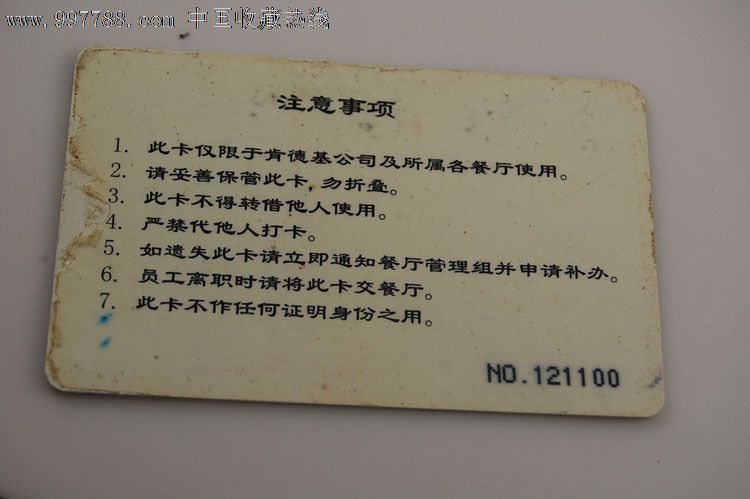 www.997788.com 中国收藏热线
注意事项
1. 此卡仅限于肯德基公司及所属各餐厅使用。
2. 请妥善保管此卡,勿折叠。
3. 此卡不得转借他人使用。
4. 严禁代他人打卡。
5. 如遗失此卡请立即通知餐厅管理组并申请补办。
6. 员工离职时请将此卡交餐厅。
7. 此卡不作任何证明身份之用。
NO.121100